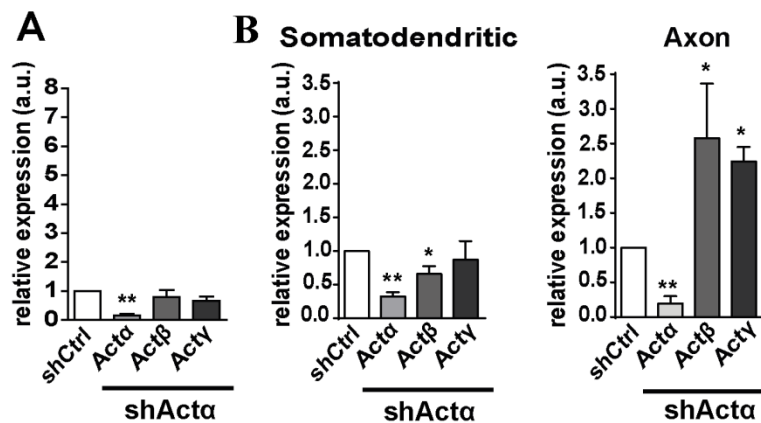 A
relative expression (a.u.)
8
7
6
5
4
3
2
1
0
**
shCtrl
Actα
Actβ
Actγ
shActα
B
Somatodendritic
relative expression (a.u.)
3.5
3.0
2.5
2.0
1.5
1.0
0.5
0.0
**
*
shCtrl
Actα
Actβ
Actγ
shActα
Axon
relative expression (a.u.)
3.5
3.0
2.5
2.0
1.5
1.0
0.5
0.0
**
*
*
shCtrl
Actα
Actβ
Actγ
shActα